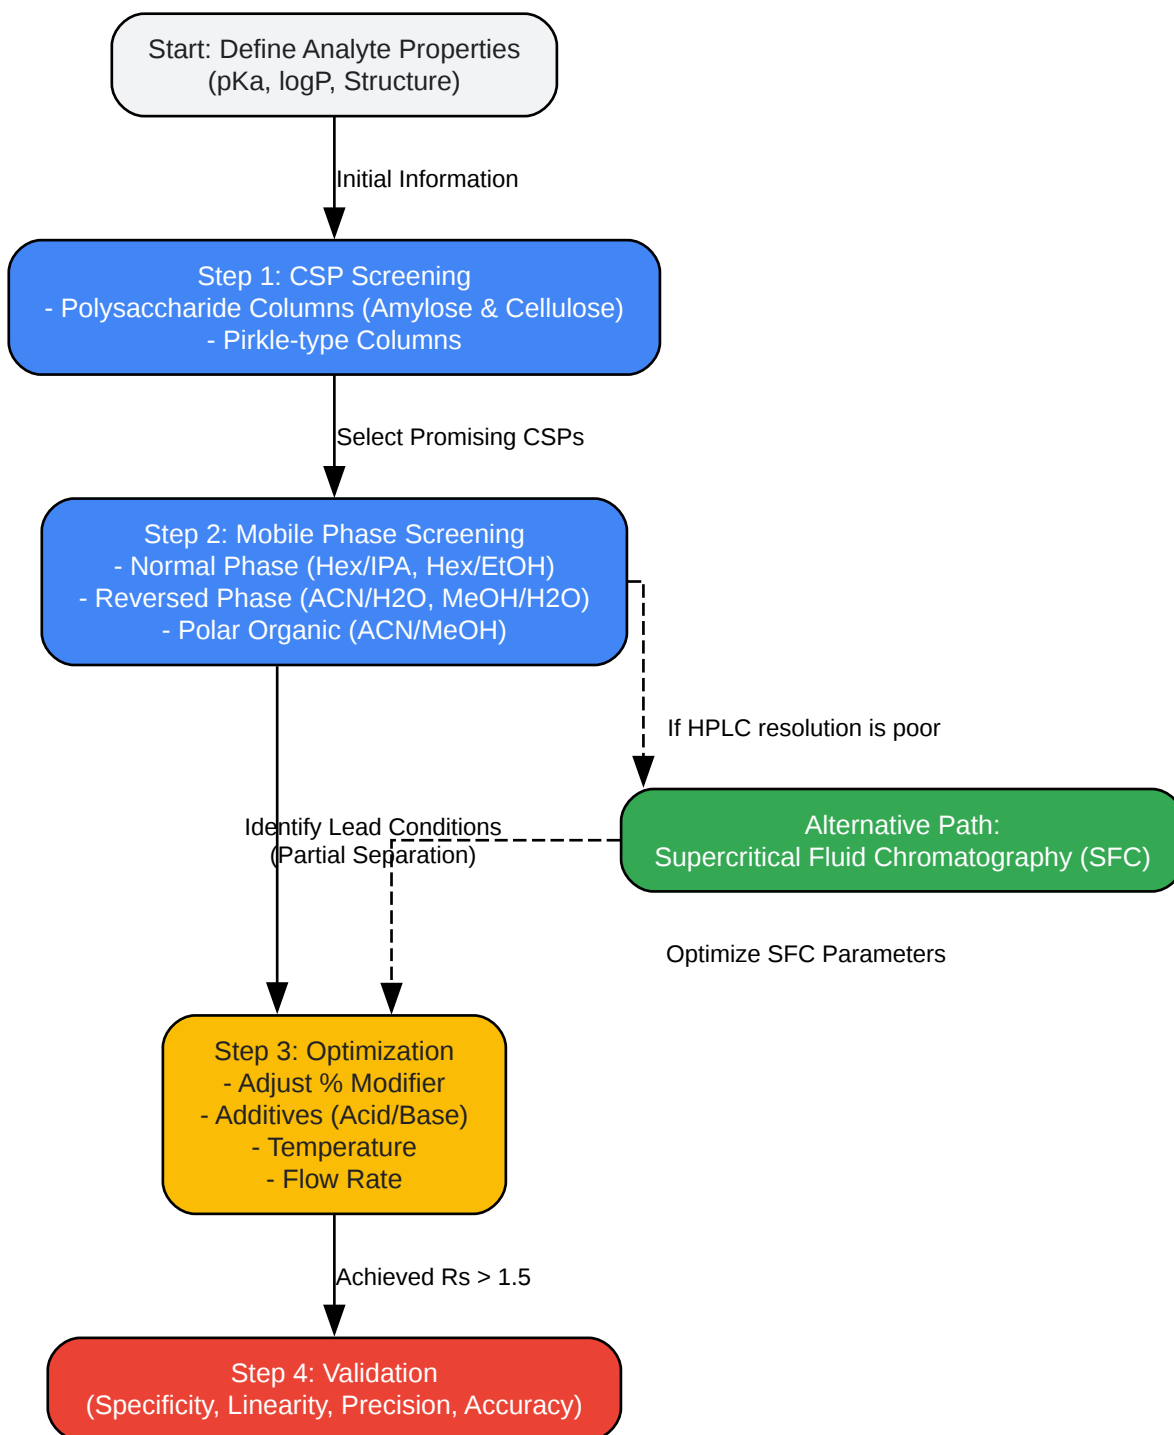 Start: Define Analyte Properties
(pKa, logP, Structure)
Initial Information
Step 1: CSP Screening
- Polysaccharide Columns (Amylose & Cellulose)
- Pirkle-type Columns
Select Promising CSPs
Step 2: Mobile Phase Screening
- Normal Phase (Hex/IPA, Hex/EtOH)
- Reversed Phase (ACN/H2O, MeOH/H2O)
- Polar Organic (ACN/MeOH)
If HPLC resolution is poor
Identify Lead Conditions
(Partial Separation)
Alternative Path:
Supercritical Fluid Chromatography (SFC)
Optimize SFC Parameters
Step 3: Optimization
- Adjust % Modifier
- Additives (Acid/Base)
- Temperature
- Flow Rate
Achieved Rs > 1.5
Step 4: Validation
(Specificity, Linearity, Precision, Accuracy)